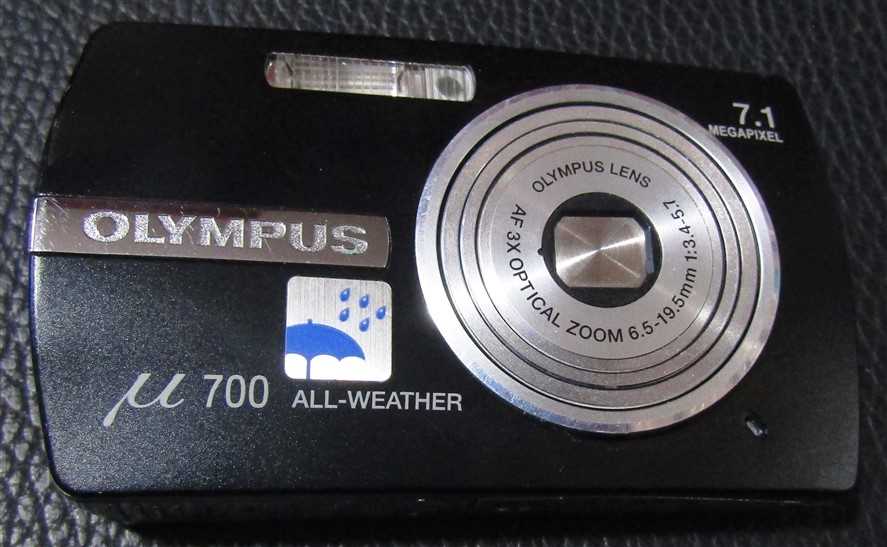 7.1
MEGAPIXEL
OLYMPUS LENS
AF 3X OPTICAL ZOOM 6.5-19.5mm 1:3.4-5.7
OLYMPUS
μ 700
ALL-WEATHER